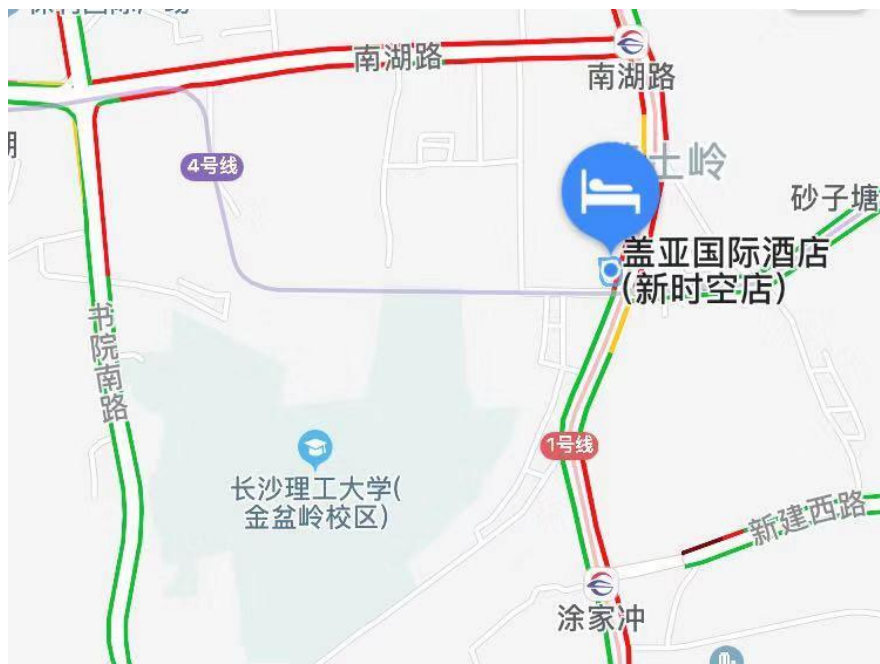 南湖路
南湖路
4号线
土岭
砂子塘
盖亚国际酒店
(新时空店)
书院南路
1号线
长沙理工大学(
金盆岭校区)
新建西路
涂家冲